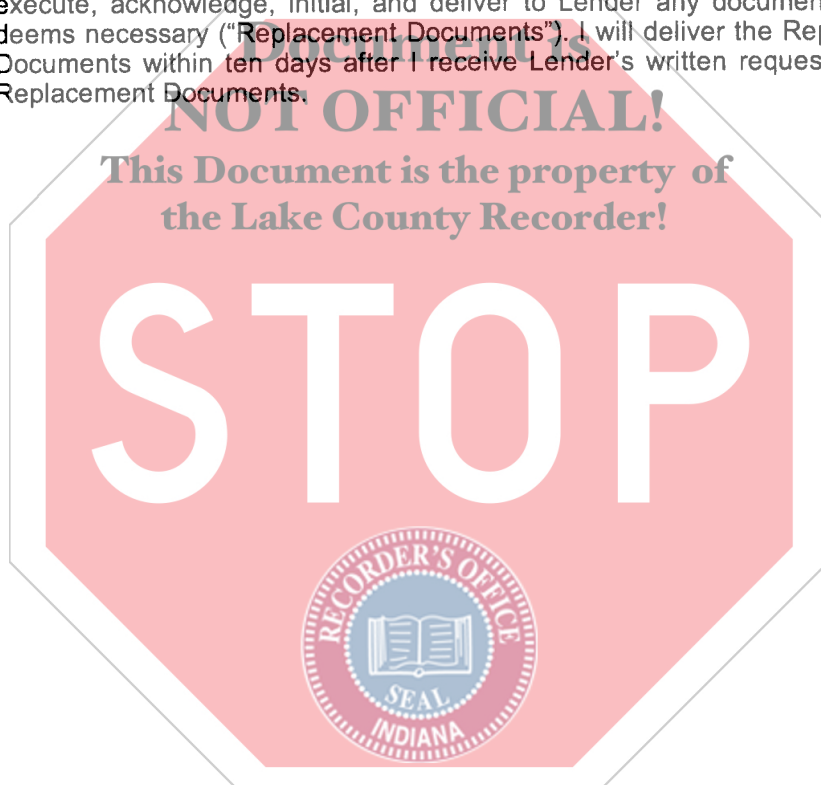 execute, acknowledge, initial, and deliver to Lender any document
deems necessary (“Replacement Documents”). I will deliver the Rep
Documents within ten days after I receive Lender’s written reques
Replacement Documents.
Document is
NOT OFFICIAL!
This Document is the property of
the Lake County Recorder!
STOP
RECORDER'S OFFICE
SEAL
INDIANA